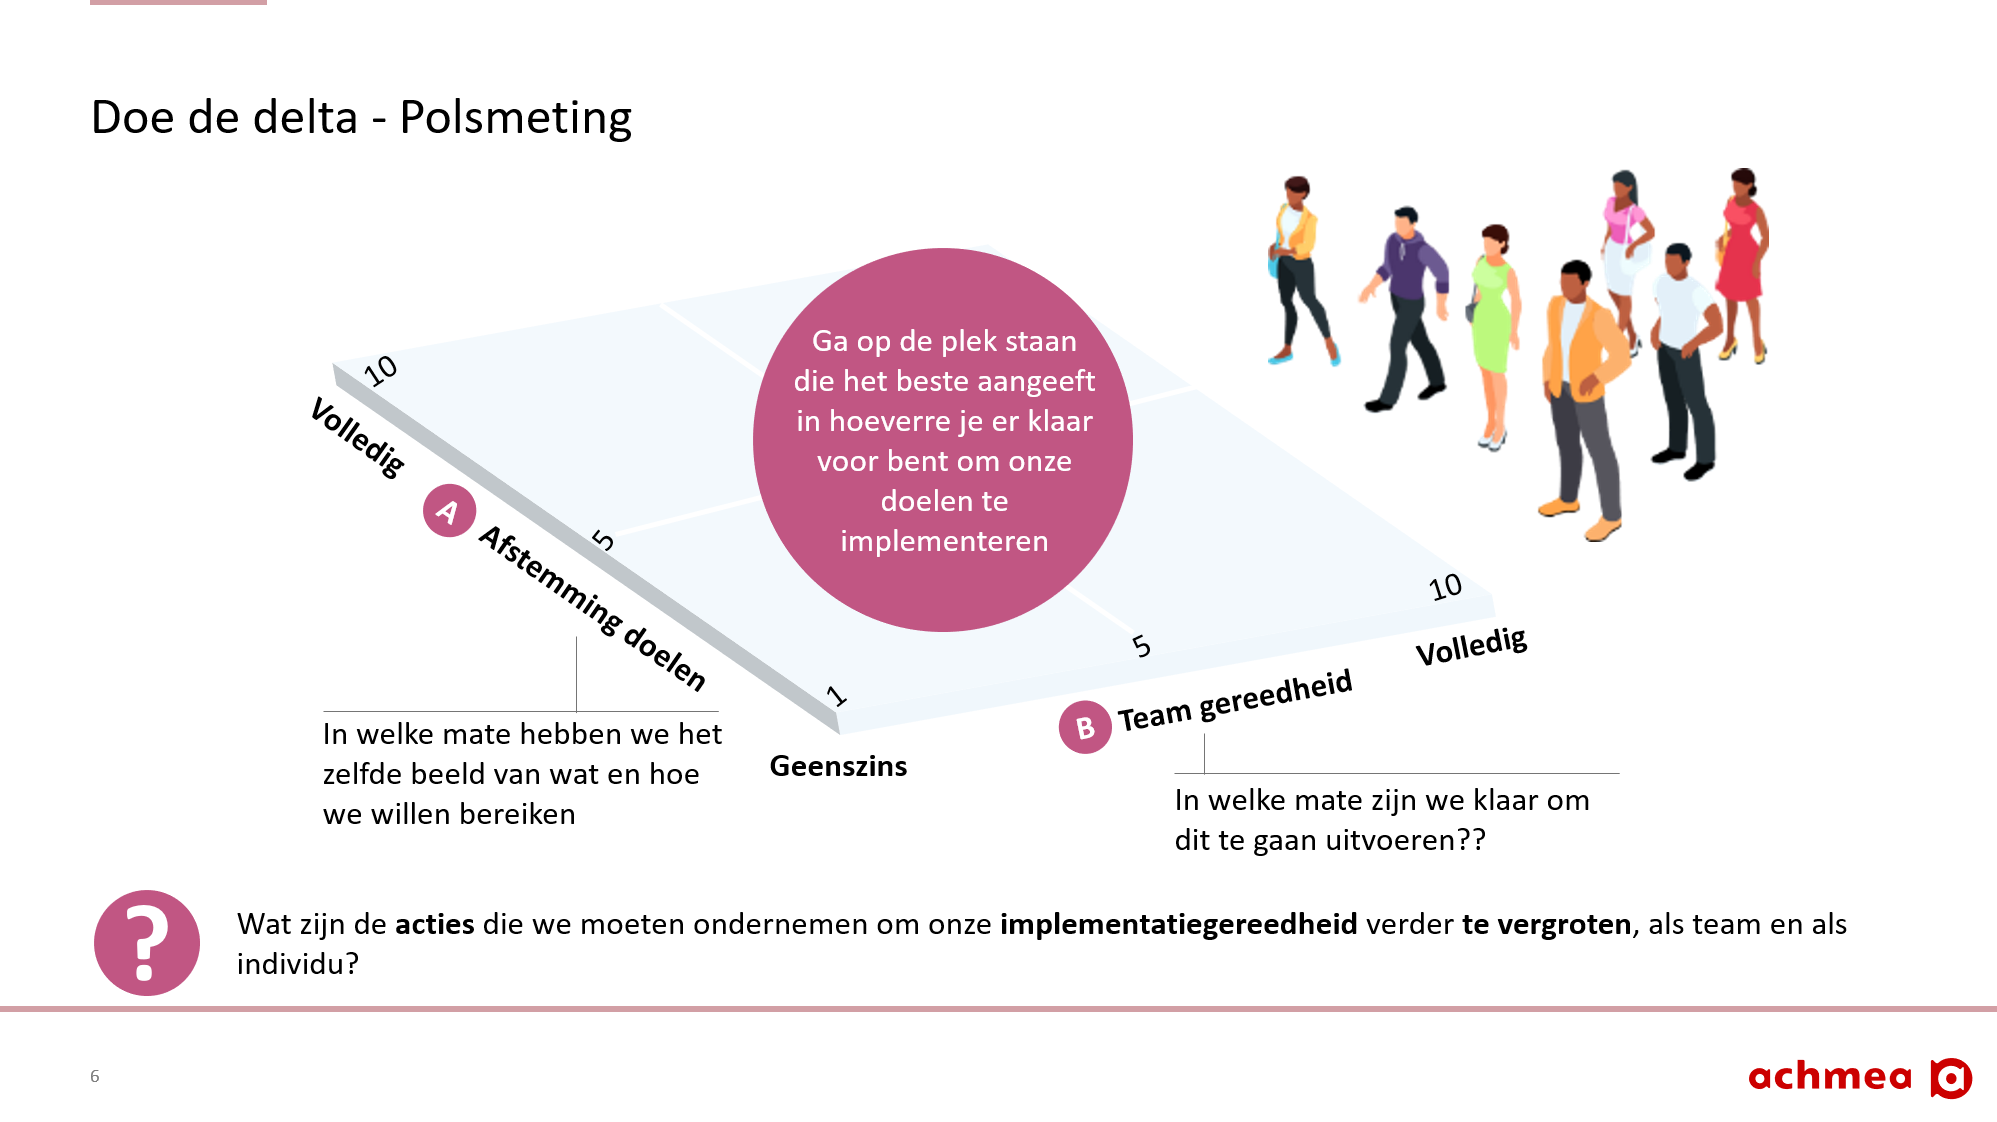 Doe de delta - Polsmeting
Ga op de plek staan
die het beste aangeeft
in hoeverre je er klaar
voor bent om onze
doelen te
implementeren
10
Volledig
A
Afstemming doelen
5
1
Geenszins
5
10
Volledig
B
Team gereedheid
In welke mate hebben we het
zelfde beeld van wat en hoe
we willen bereiken
In welke mate zijn we klaar om
dit te gaan uitvoeren??
?
Wat zijn de acties die we moeten ondernemen om onze implementatiegereedheid verder te vergroten, als team en als
individu?
6
achmea